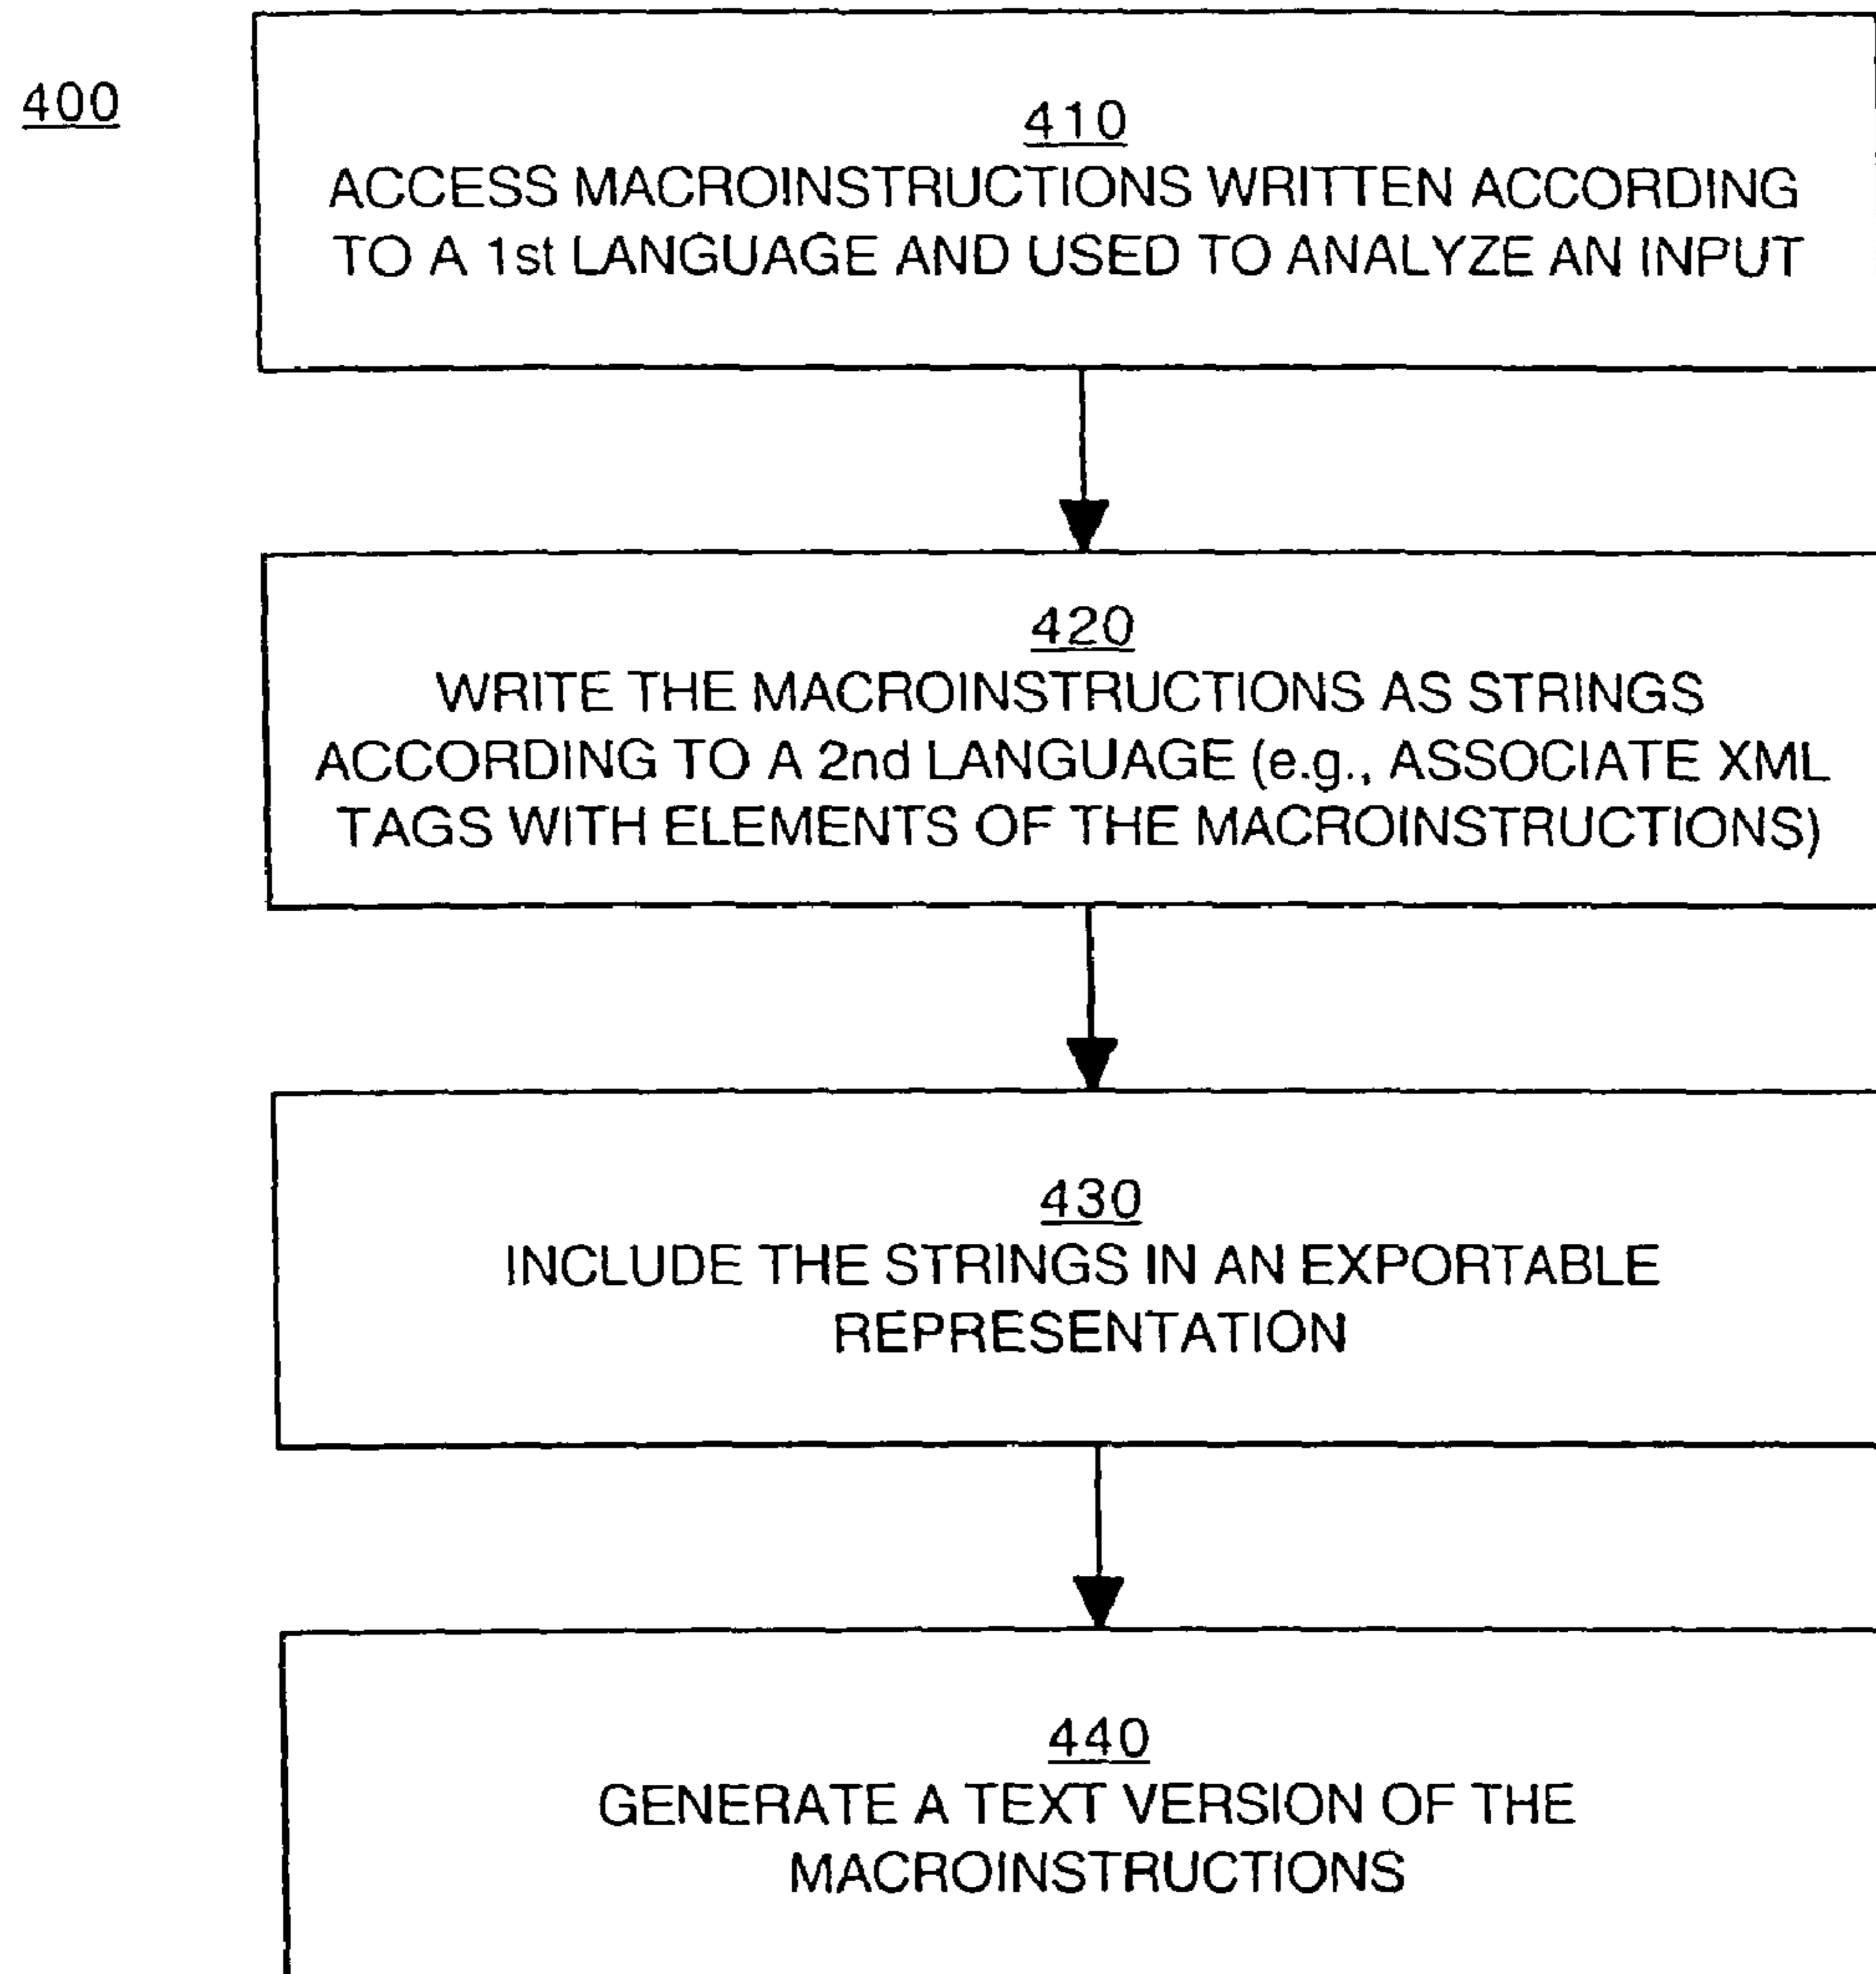 400
410
ACCESS MACROINSTRUCTIONS WRITTEN ACCORDING
TO A 1st LANGUAGE AND USED TO ANALYZE AN INPUT
420
WRITE THE MACROINSTRUCTIONS AS STRINGS
ACCORDING TO A 2nd LANGUAGE (e.g., ASSOCIATE XML
TAGS WITH ELEMENTS OF THE MACROINSTRUCTIONS)
430
INCLUDE THE STRINGS IN AN EXPORTABLE
REPRESENTATION
440
GENERATE A TEXT VERSION OF THE
MACROINSTRUCTIONS